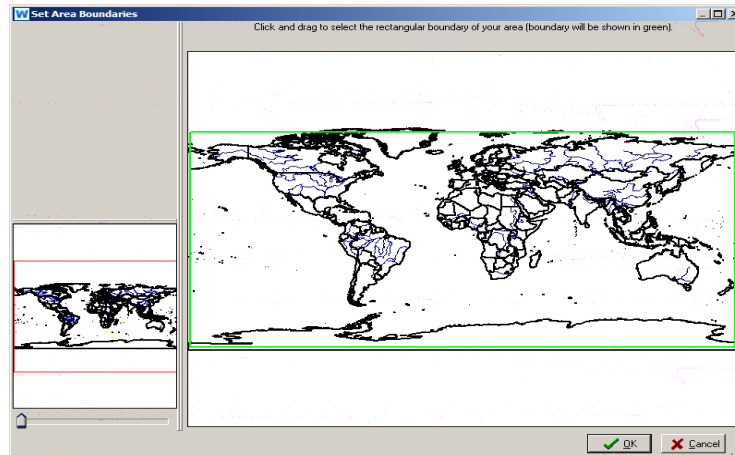 W Set Area Boundaries
Click and drag to select the rectangular boundary of your area (boundary will be shown in green).
OK
Cancel